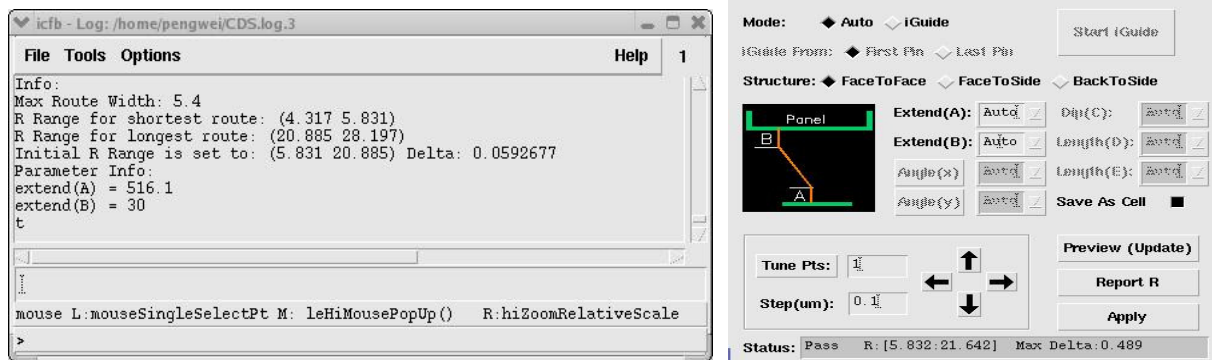 icfb - Log: /home/pengwei/CDS.log.3
File Tools Options Help 1
Info:
Max Route Width: 5.4
R Range for shortest route: (4.317 5.831)
R Range for longest route: (20.885 28.197)
Initial R Range is set to: (5.831 20.885) Delta: 0.0592677
Parameter Info:
extend(A) = 516.1
extend(B) = 30
t
mouse L:mouseSingleSelectPt M: leHiMousePopUp() R:hiZoomRelativeScale
>
Mode: Auto iGuide
Start iGuide
iGuide From: First Pin Last Pin
Structure: FaceToFace FaceToSide BackToSide
Panel
B
A
Extend(A): Auto Dip(C): Auto
Extend(B): Auto Length(D): Auto
Angle(x) Auto Length(E): Auto
Angle(y) Auto Save As Cell
Tune Pts: 1
Step(um): 0.1
Preview (Update)
Report R
Apply
Status: Pass R:[5.832:21.642] Max Delta:0.489